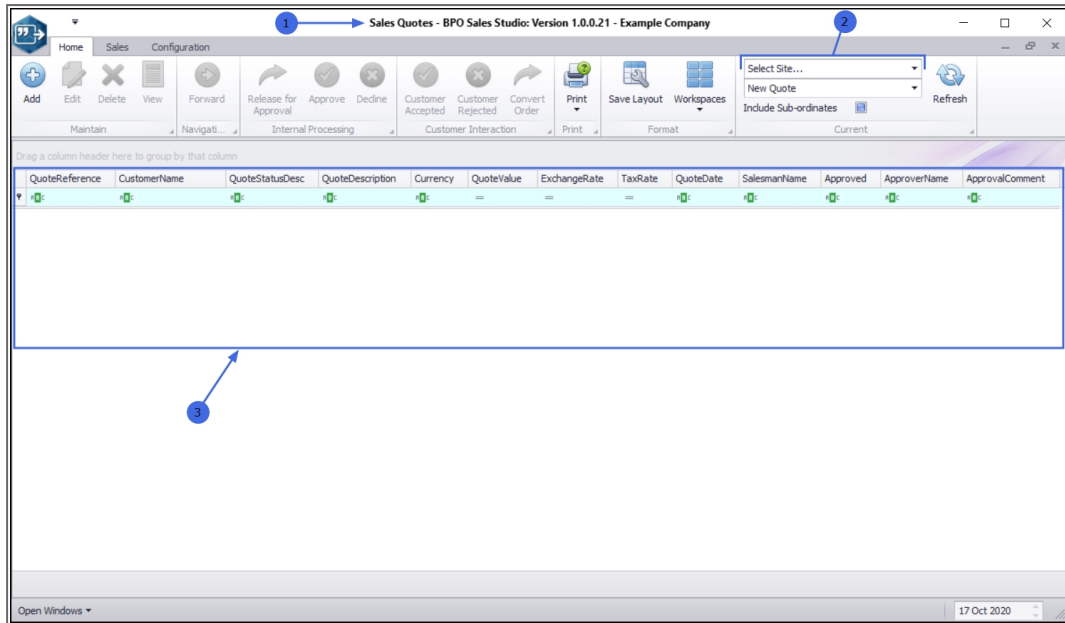 1
Sales Quotes - BPO Sales Studio: Version 1.0.0.21 - Example Company
2
Home Sales Configuration
Add Edit Delete View Forward Release for Approval Approve Decline Customer Accepted Customer Rejected Convert Order Print Save Layout Workspaces
Select Site...
New Quote
Include Sub-ordinates
Refresh
Maintain Navigati... Internal Processing Customer Interaction Print Format Current
Drag a column header here to group by that column
QuoteReference CustomerName QuoteStatusDesc QuoteDescription Currency QuoteValue ExchangeRate TaxRate QuoteDate SalesmanName Approved ApproverName ApprovalComment
3
Open Windows
17 Oct 2020